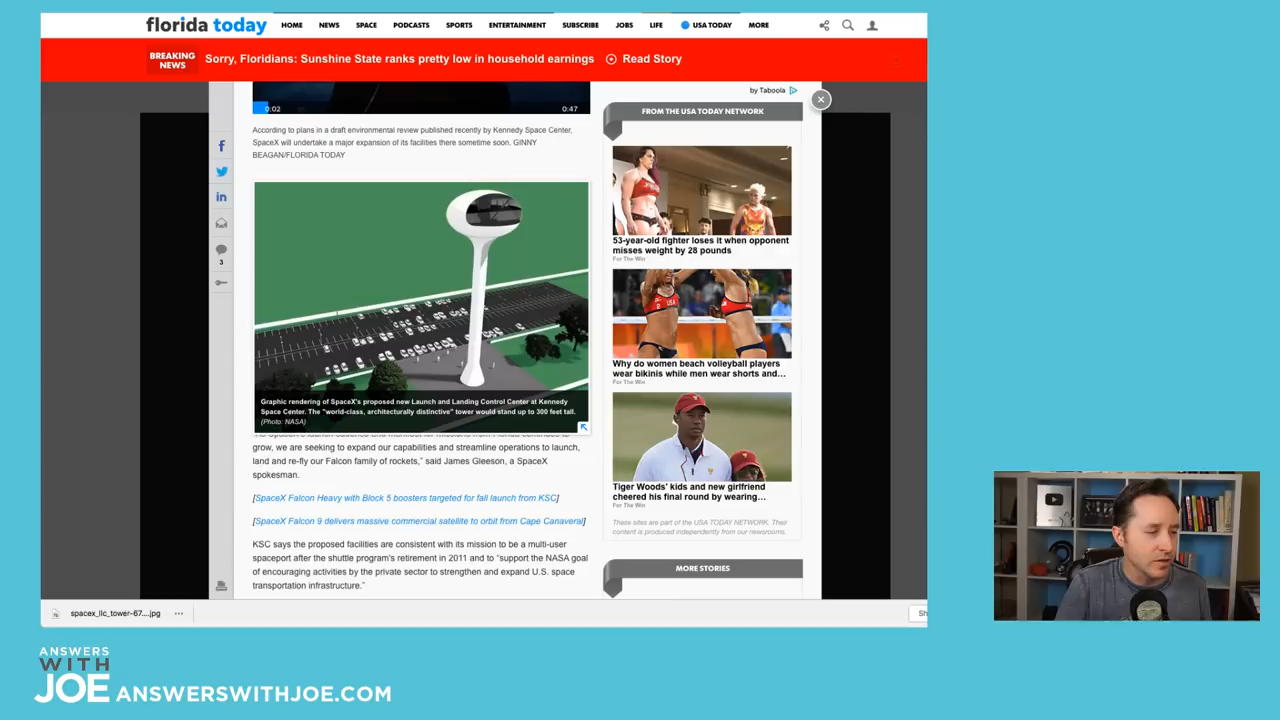 florida today
HOME NEWS SPACE PODCASTS SPORTS ENTERTAINMENT SUBSCRIBE JOBS LIFE USA TODAY MORE
BREAKING
NEWS
Sorry, Floridians: Sunshine State ranks pretty low in household earnings Read Story
0:02 0:47
According to plans in a draft environmental review published recently by Kennedy Space Center,
SpaceX will undertake a major expansion of its facilities there sometime soon. GINNY
BEAGAN/FLORIDA TODAY
3
Graphic rendering of SpaceX's proposed new Launch and Landing Control Center at Kennedy
Space Center. The "world-class, architecturally distinctive" tower would stand up to 300 feet tall.
(Photo: NASA)
grow, we are seeking to expand our capabilities and streamline operations to launch,
land and re-fly our Falcon family of rockets," said James Gleeson, a SpaceX
spokesman.
[SpaceX Falcon Heavy with Block 5 boosters targeted for fall launch from KSC]
[SpaceX Falcon 9 delivers massive commercial satellite to orbit from Cape Canaveral]
KSC says the proposed facilities are consistent with its mission to be a multi-user
spaceport after the shuttle program's retirement in 2011 and to "support the NASA goal
of encouraging activities by the private sector to strengthen and expand U.S. space
transportation infrastructure."
by Taboola
FROM THE USA TODAY NETWORK
53-year-old fighter loses it when opponent
misses weight by 28 pounds
For The Win
Why do women beach volleyball players
wear bikinis while men wear shorts and...
For The Win
Tiger Woods' kids and new girlfriend
cheered his final round by wearing...
For The Win
These sites are part of the USA TODAY NETWORK. Their
content is produced independently from our newsrooms.
MORE STORIES
spacex_llc_tower-67....jpg
Sh
ANSWERS
WITH
JOE
ANSWERSWITHJOE.COM